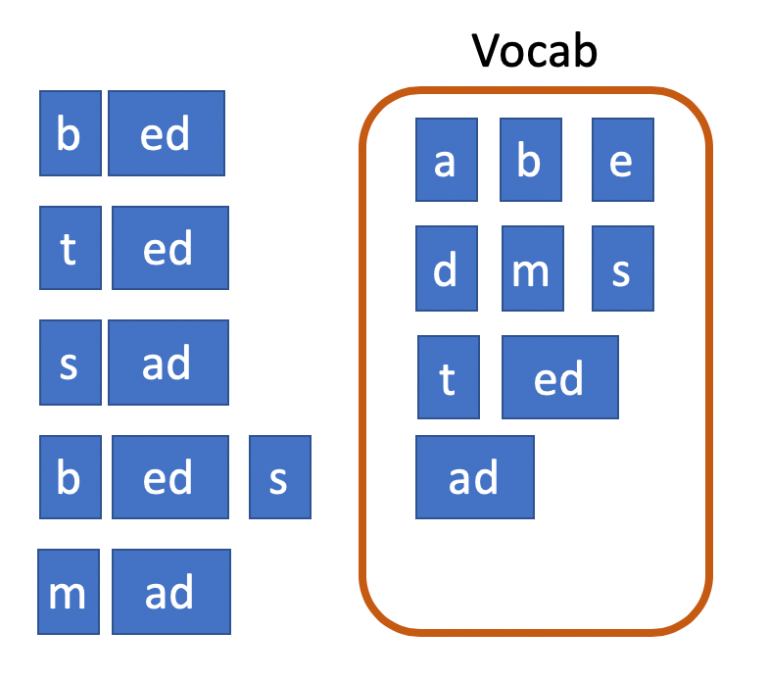 Vocab
b ed
t ed
s ad
b ed s
m ad
a b e
d m s
t ed
ad